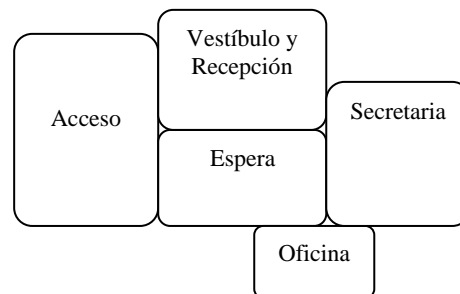 Vestíbulo y
Recepción
Acceso
Secretaria
Espera
Oficina